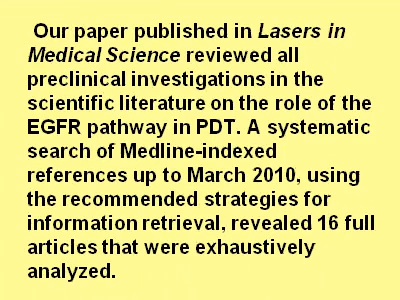 Our paper published in Lasers in
Medical Science reviewed all
preclinical investigations in the
scientific literature on the role of the
EGFR pathway in PDT. A systematic
search of Medline-indexed
references up to March 2010, using
the recommended strategies for
information retrieval, revealed 16 full
articles that were exhaustively
analyzed.